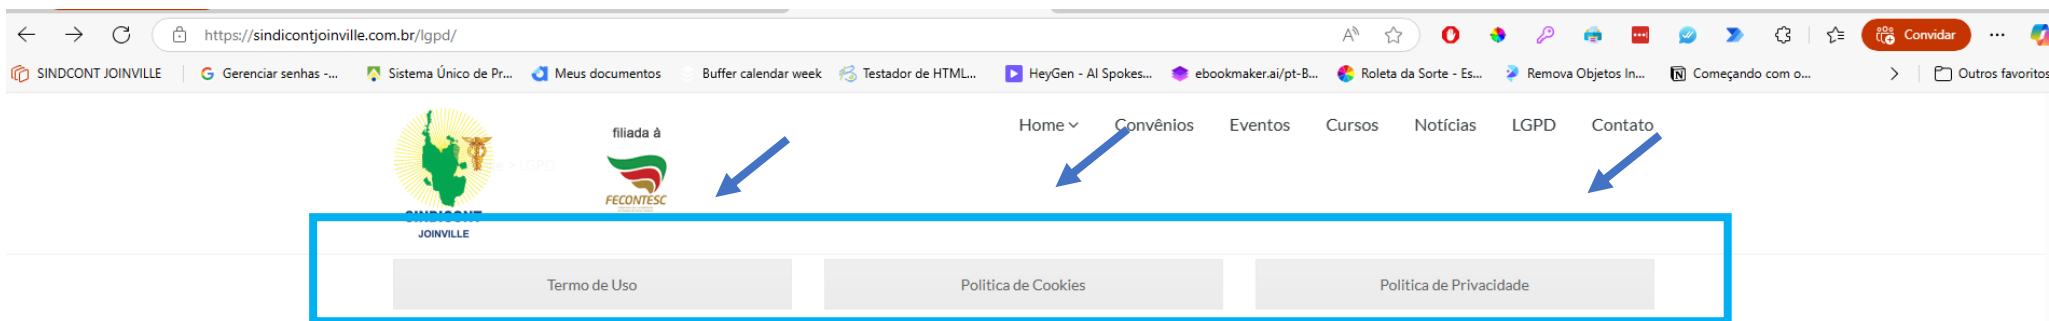 https://sindicontjoinville.com.br/lgpd/
Convidar
SINDCONT JOINVILLE
Gerenciar senhas -...
Sistema Único de Pr...
Meus documentos
Buffer calendar week
Testador de HTML...
HeyGen - AI Spokes...
ebookmaker.ai/pt-B...
Roleta da Sorte - Es...
Remova Objetos In...
Começando com o...
Outros favoritos
filiada à
Home
Convênios
Eventos
Cursos
Notícias
LGPD
Contato
> LGPD
FECONTESC
SINDICONT
JOINVILLE
Termo de Uso
Politica de Cookies
Politica de Privacidade